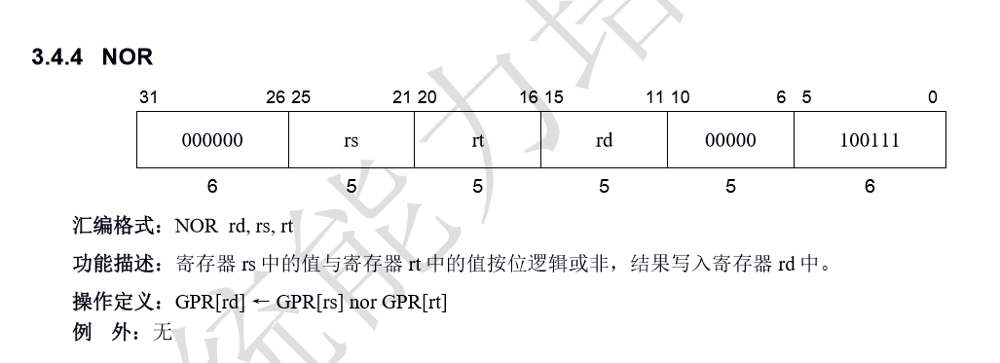 3.4.4 NOR
31 26 25 21 20 16 15 11 10 6 5 0
000000 rs rt rd 00000 100111
6 5 5 5 5 6
汇编格式：NOR rd, rs, rt
功能描述：寄存器 rs 中的值与寄存器 rt 中的值按位逻辑或非，结果写入寄存器 rd 中。
操作定义：GPR[rd] ← GPR[rs] nor GPR[rt]
例 外：无
统能力培